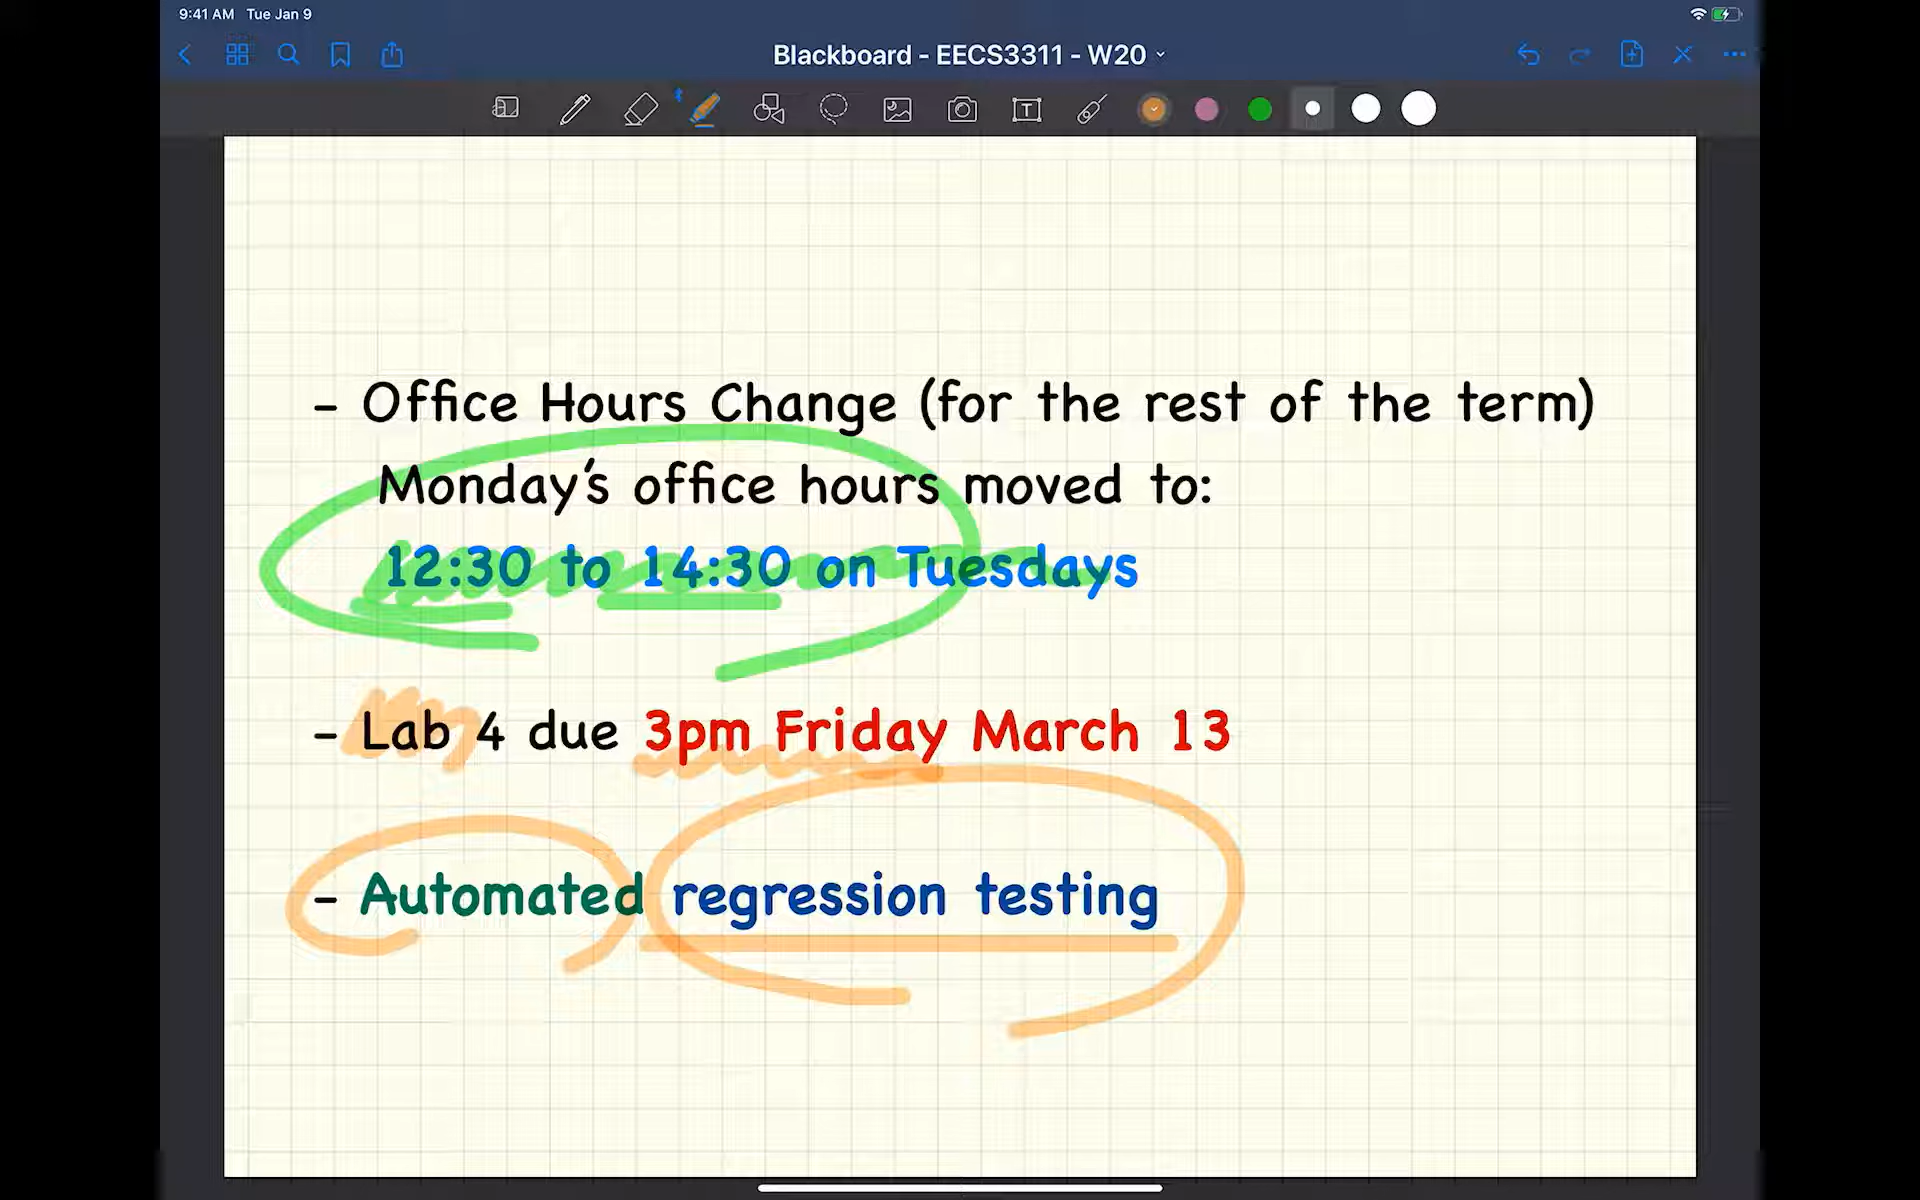 9:41 AM Tue Jan 9
Blackboard - EECS3311 - W20
- Office Hours Change (for the rest of the term)
Monday's office hours moved to:
12:30 to 14:30 on Tuesdays
- Lab 4 due 3pm Friday March 13
- Automated regression testing